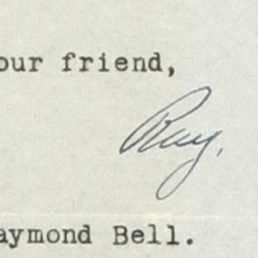 our friend,
Ray.
aymond Bell.